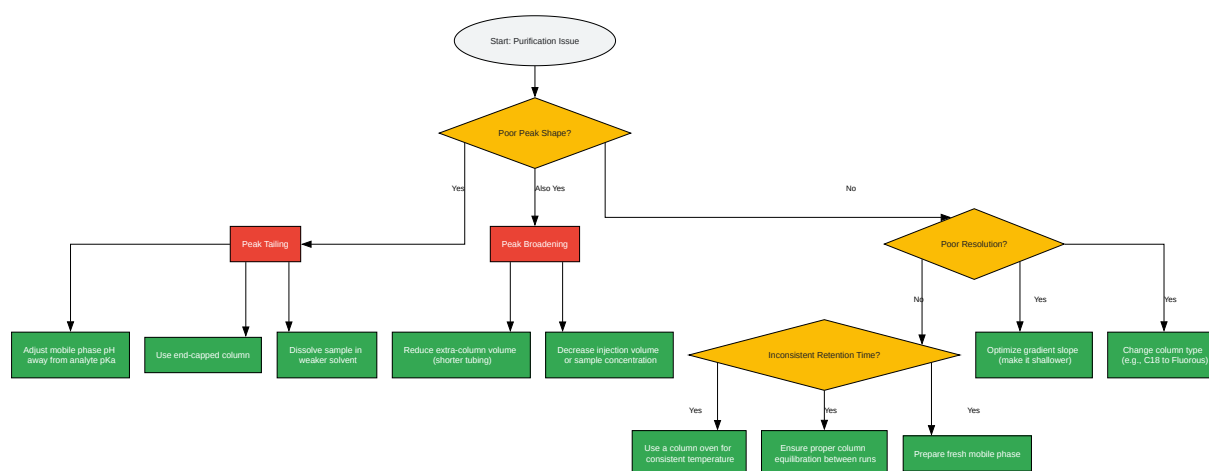 Start: Purification Issue
Poor Peak Shape?
Yes
Also Yes
No
Peak Tailing
Peak Broadening
Poor Resolution?
No
Yes
Yes
Adjust mobile phase pH
away from analyte pKa
Use end-capped column
Dissolve sample in
weaker solvent
Reduce extra-column volume
(shorter tubing)
Decrease injection volume
or sample concentration
Inconsistent Retention Time?
Optimize gradient slope
(make it shallower)
Change column type
(e.g., C18 to Fluorous)
Yes
Yes
Yes
Use a column oven for
consistent temperature
Ensure proper column
equilibration between runs
Prepare fresh mobile phase